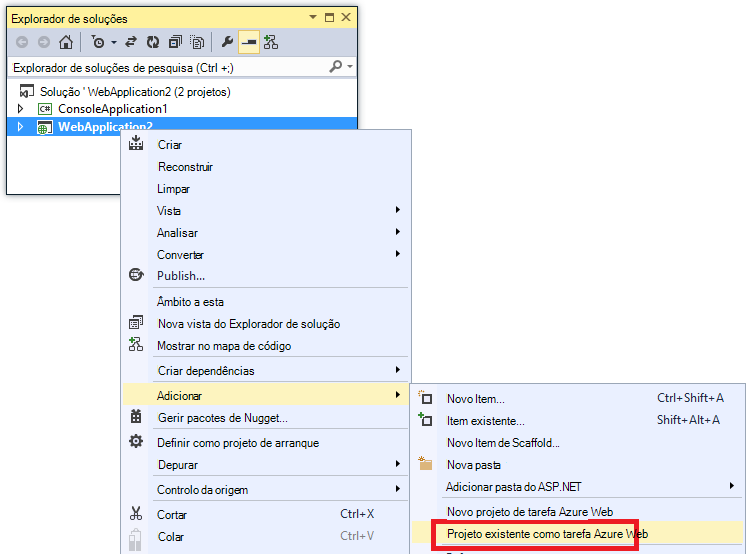 Explorador de soluções
Explorador de soluções de pesquisa (Ctrl +;)
Solução ' WebApplication2 (2 projetos)
C# ConsoleApplication1
WebApplication2
Criar
Reconstruir
Limpar
Vista
Analisar
Converter
Publish...
Âmbito a esta
Nova vista do Explorador de solução
Mostrar no mapa de código
Criar dependências
Adicionar
Gerir pacotes de Nugget...
Definir como projeto de arranque
Depurar
Controlo da origem
Cortar Ctrl+X
Colar Ctrl+V
Novo Item... Ctrl+Shift+A
Item existente... Shift+Alt+A
Novo Item de Scaffold...
Nova pasta
Adicionar pasta do ASP.NET
Novo projeto de tarefa Azure Web
Projeto existente como tarefa Azure Web